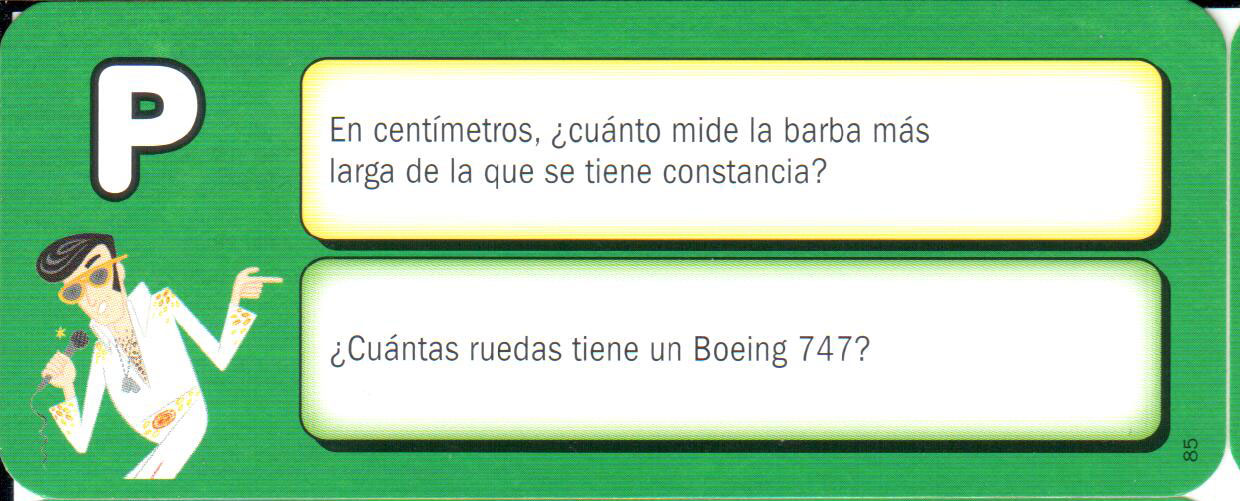 P
En centímetros, ¿cuánto mide la barba más
larga de la que se tiene constancia?
¿Cuántas ruedas tiene un Boeing 747?
85